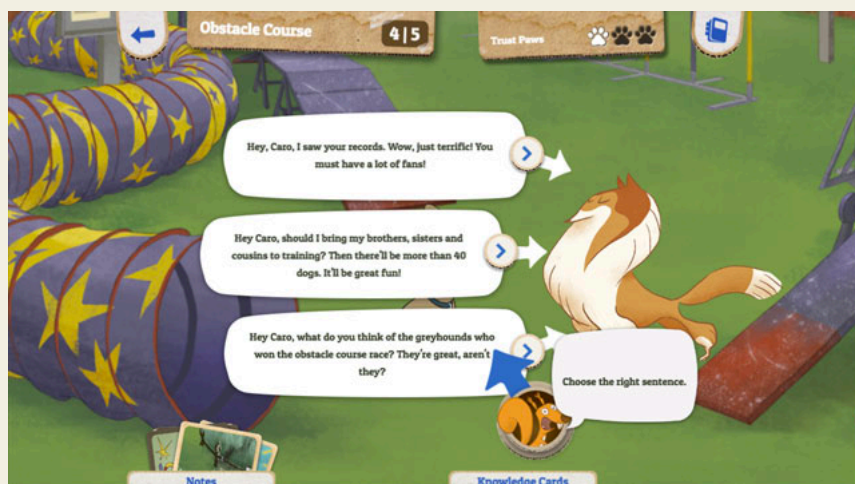 Obstacle Course
4|5
Trust Paws
Hey, Caro, I saw your records. Wow, just terrific! You
must have a lot of fans!
Hey Caro, should I bring my brothers, sisters and
cousins to training? Then there'll be more than 40
dogs. It'll be great fun!
Hey Caro, what do you think of the greyhounds who
won the obstacle course race? They're great, aren't
they?
Choose the right sentence.
Notes
Knowledge Cards